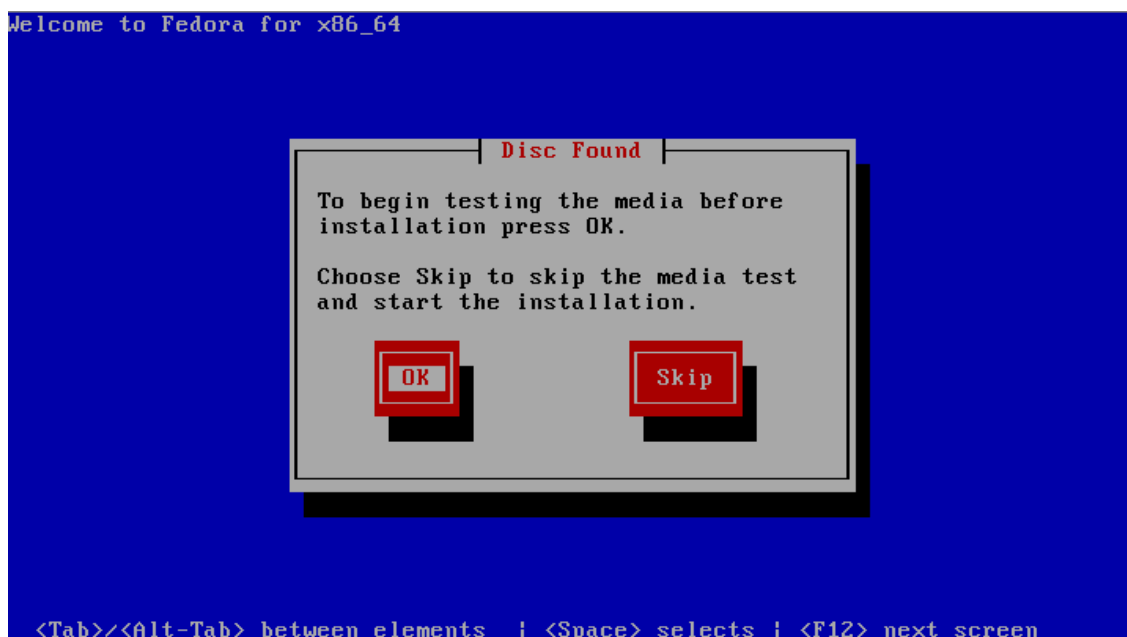 Welcome to Fedora for x86_64
Disc Found
To begin testing the media before
installation press OK.
Choose Skip to skip the media test
and start the installation.
OK Skip
<Tab>/<Alt-Tab> between elements | <Space> selects | <F12> next screen